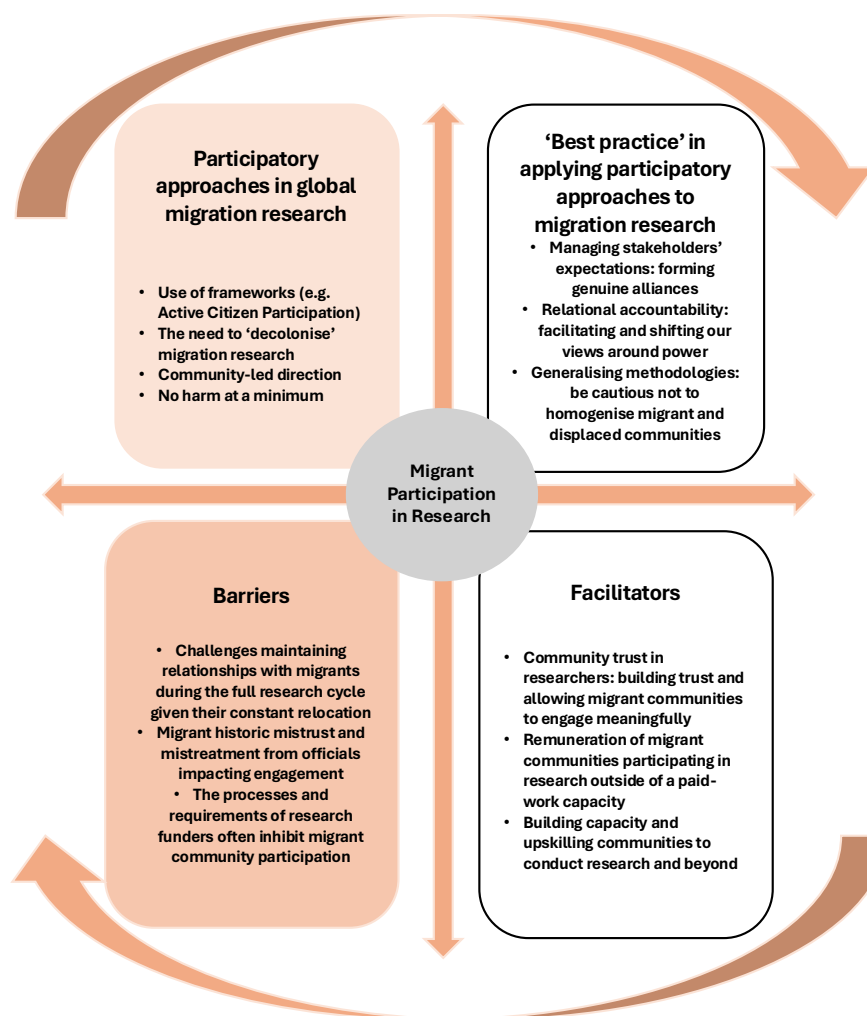 Participatory
approaches in global
migration research
• Use of frameworks (e.g.
Active Citizen Participation)
• The need to ‘decolonise’
migration research
• Community-led direction
• No harm at a minimum
‘Best practice’ in
applying participatory
approaches to
migration research
• Managing stakeholders’
expectations: forming
genuine alliances
• Relational accountability:
facilitating and shifting our
views around power
• Generalising methodologies:
be cautious not to
homogenise migrant and
displaced communities
Migrant
Participation
in Research
Barriers
• Challenges maintaining
relationships with migrants
during the full research cycle
given their constant relocation
• Migrant historic mistrust and
mistreatment from officials
impacting engagement
• The processes and
requirements of research
funders often inhibit migrant
community participation
Facilitators
• Community trust in
researchers: building trust and
allowing migrant communities
to engage meaningfully
• Remuneration of migrant
communities participating in
research outside of a paid-
work capacity
• Building capacity and
upskilling communities to
conduct research and beyond